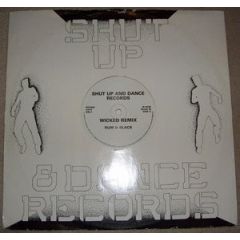 SHUT
UP
SHUT UP AND DANCE
RECORDS
WICKED REMIX
RUM & BLACK
& DANCE
RECORDS